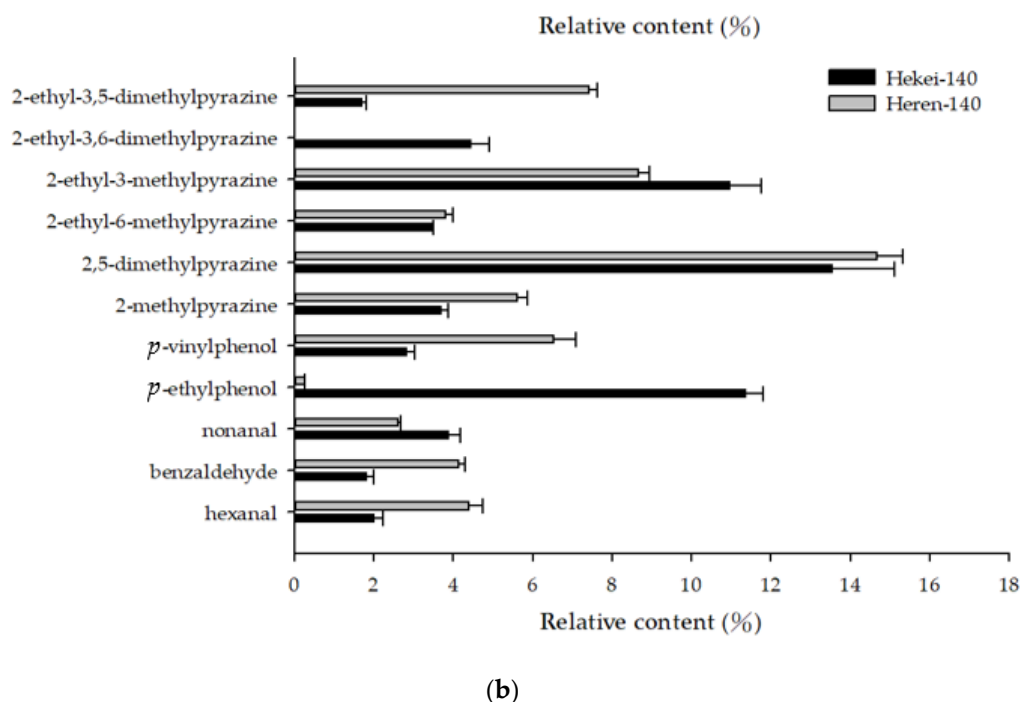 Relative content (%)
Hekei-140
Heren-140
2-ethyl-3,5-dimethylpyrazine
2-ethyl-3,6-dimethylpyrazine
2-ethyl-3-methylpyrazine
2-ethyl-6-methylpyrazine
2,5-dimethylpyrazine
2-methylpyrazine
p-vinylphenol
p-ethylphenol
nonanal
benzaldehyde
hexanal
0 2 4 6 8 10 12 14 16 18
Relative content (%)
(b)